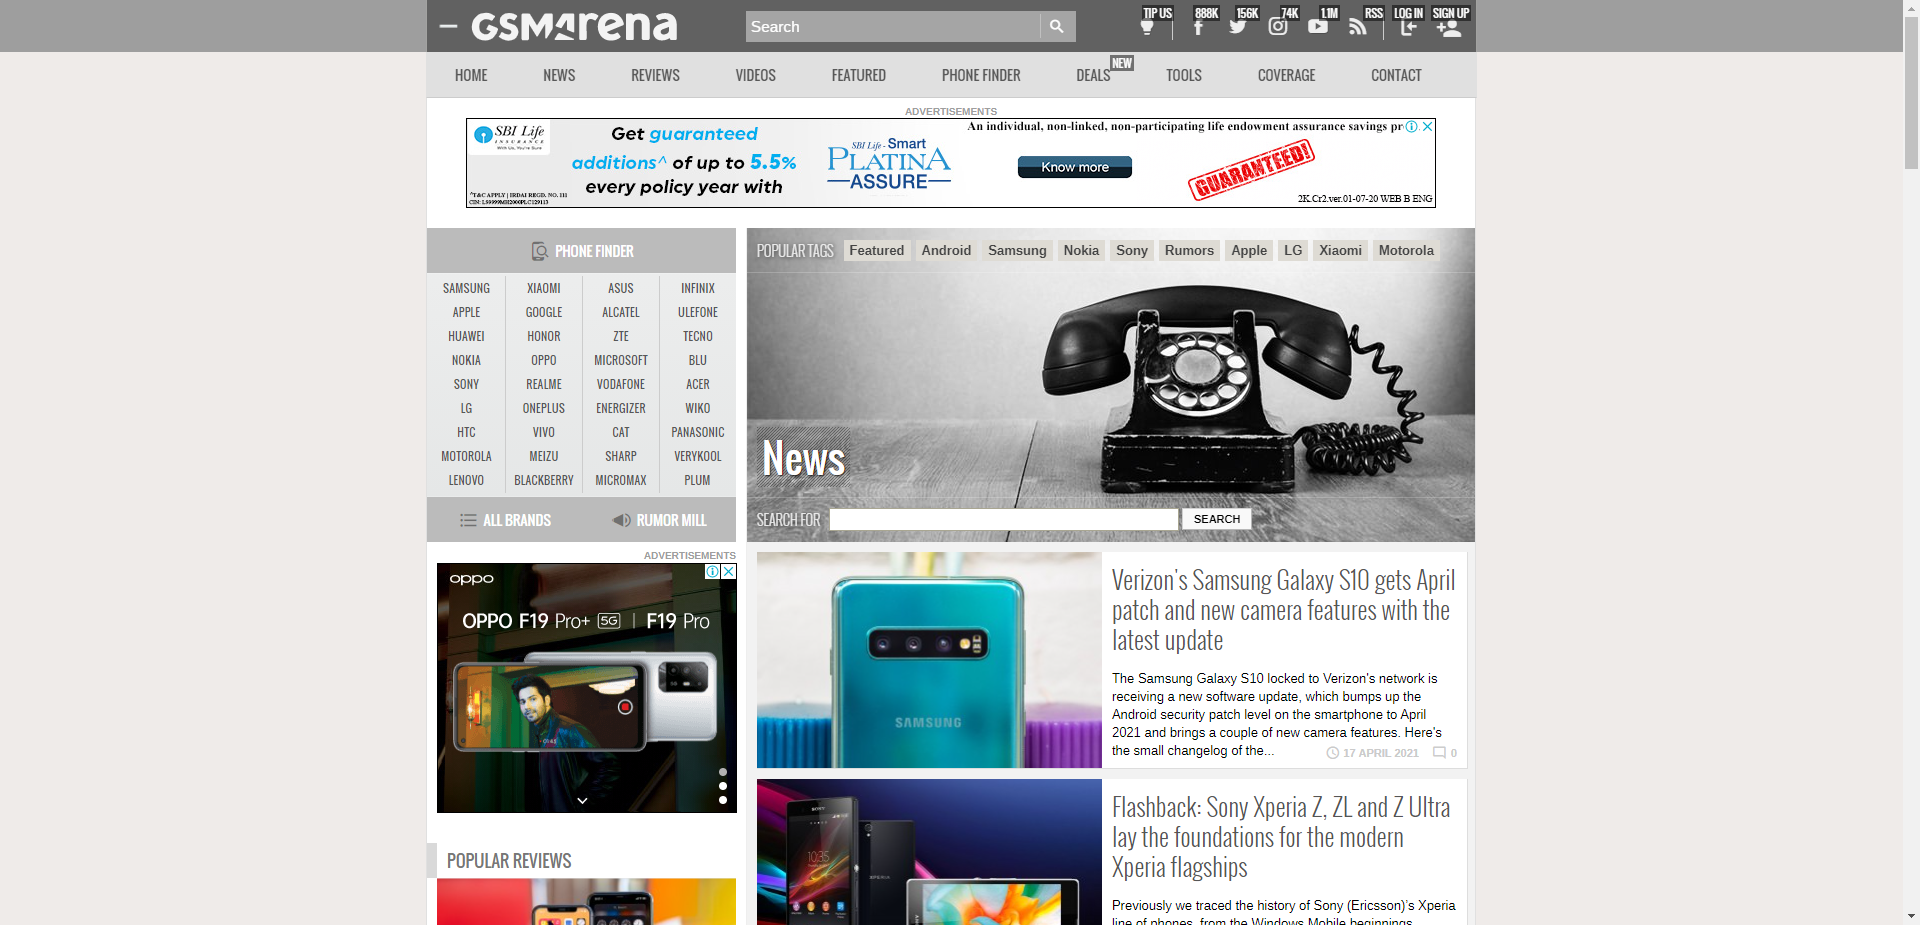 GSMArena
Search
TIP US
888K
156K
74K
1.1M
RSS
LOG IN
SIGN UP
HOME
NEWS
REVIEWS
VIDEOS
FEATURED
PHONE FINDER
DEALS
NEW
TOOLS
COVERAGE
CONTACT
ADVERTISEMENTS
SBI Life
INSURANCE
With Us, You're Sure
^T&C APPLY | IRDAI REGD. NO. 111
CIN: L99999MH2000PLC129113
Get guaranteed
additions^ of up to 5.5%
every policy year with
SBI Life - Smart
PLATINA
ASSURE
An individual, non-linked, non-participating life endowment assurance savings pr
Know more
GUARANTEED!
2K.Cr2.ver.01-07-20 WEB B ENG
PHONE FINDER
SAMSUNG XIAOMI ASUS INFINIX
APPLE GOOGLE ALCATEL ULEFONE
HUAWEI HONOR ZTE TECNO
NOKIA OPPO MICROSOFT BLU
SONY REALME VODAFONE ACER
LG ONEPLUS ENERGIZER WIKO
HTC VIVO CAT PANASONIC
MOTOROLA MEIZU SHARP VERYKOOL
LENOVO BLACKBERRY MICROMAX PLUM
ALL BRANDS
RUMOR MILL
ADVERTISEMENTS
oppo
OPPO F19 Pro+ 5G | F19 Pro
POPULAR REVIEWS
POPULAR TAGS
Featured
Android
Samsung
Nokia
Sony
Rumors
Apple
LG
Xiaomi
Motorola
News
SEARCH FOR
SEARCH
SAMSUNG
Verizon's Samsung Galaxy S10 gets April
patch and new camera features with the
latest update
The Samsung Galaxy S10 locked to Verizon's network is
receiving a new software update, which bumps up the
Android security patch level on the smartphone to April
2021 and brings a couple of new camera features. Here's
the small changelog of the...
17 APRIL 2021
0
SONY
10:35
XPERIA
SONY
Flashback: Sony Xperia Z, ZL and Z Ultra
lay the foundations for the modern
Xperia flagships
Previously we traced the history of Sony (Ericsson)'s Xperia
line of phones, from the Windows Mobile beginnings